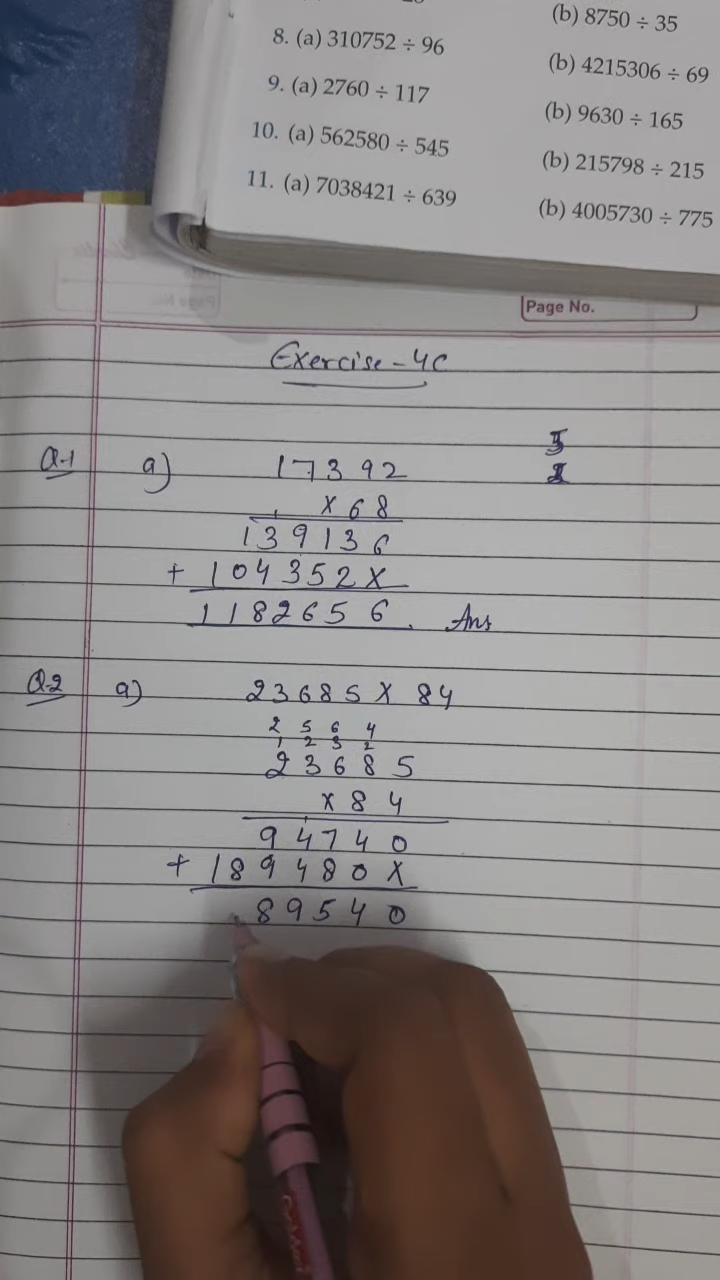 (b) 8750 ÷ 35
8. (a) 310752 ÷ 96
(b) 4215306 ÷ 69
9. (a) 2760 ÷ 117
(b) 9630 ÷ 165
10. (a) 562580 ÷ 545
(b) 215798 ÷ 215
11. (a) 7038421 ÷ 639
(b) 4005730 ÷ 775
Page No.
Exercise - 4C
Q-1 a) 17392
x 68
139136
+ 104352X
1182656. Ans
Q-2 a) 23685 X 84
2 5 6 4
1 2 3 2
23685
x 84
94740
+ 189480X
89540